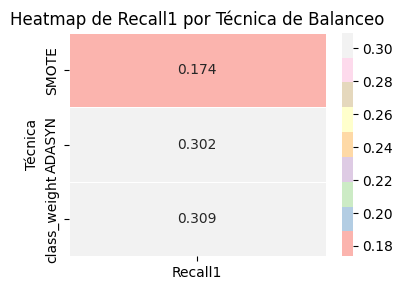 Heatmap de Recall1 por Técnica de Balanceo
Técnica
SMOTE
ADASYN
class_weight
0.174
0.302
0.309
Recall1
0.30
0.28
0.26
0.24
0.22
0.20
0.18